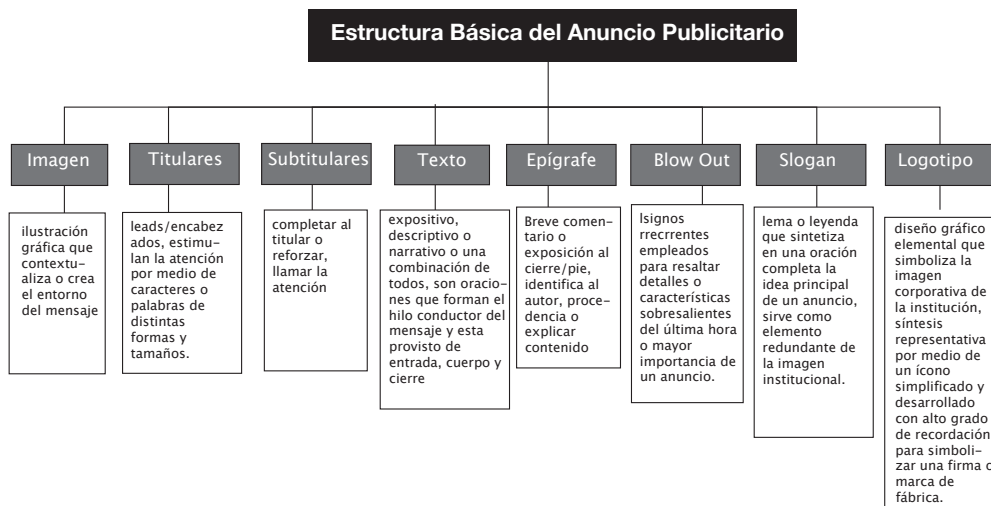 Estructura Básica del Anuncio Publicitario
Imagen
ilustración
gráfica que
contextu-
aliza o crea
el entorno
del mensaje
Titulares
leads/encabez
ados, estimu-
lan la atención
por medio de
caracteres o
palabras de
distintas
formas y
tamaños.
Subtitulares
completar al
titular o
reforzar,
llamar la
atención
Texto
expositivo,
descriptivo o
narrativo o una
combinación de
todos, son oracio-
nes que forman el
hilo conductor del
mensaje y esta
provisto de
entrada, cuerpo y
cierre
Epígrafe
Breve comen-
tario o
exposición al
cierre/pie,
identifica al
autor, proce-
dencia o
explicar
contenido
Blow Out
lsignos
rrecrrentes
empleados
para resaltar
detalles o
características
sobresalientes
del última hora
o mayor
importancia de
un anuncio.
Slogan
lema o leyenda
que sintetiza
en una oración
completa la
idea principal
de un anuncio,
sirve como
elemento
redundante de
la imagen
institucional.
Logotipo
diseño gráfico
elemental que
simboliza la
imagen
corporativa de
la institución,
síntesis
representativa
por medio de
un ícono
simplificado y
desarrollado
con alto grado
de recordación
para simboli-
zar una firma o
marca de
fábrica.